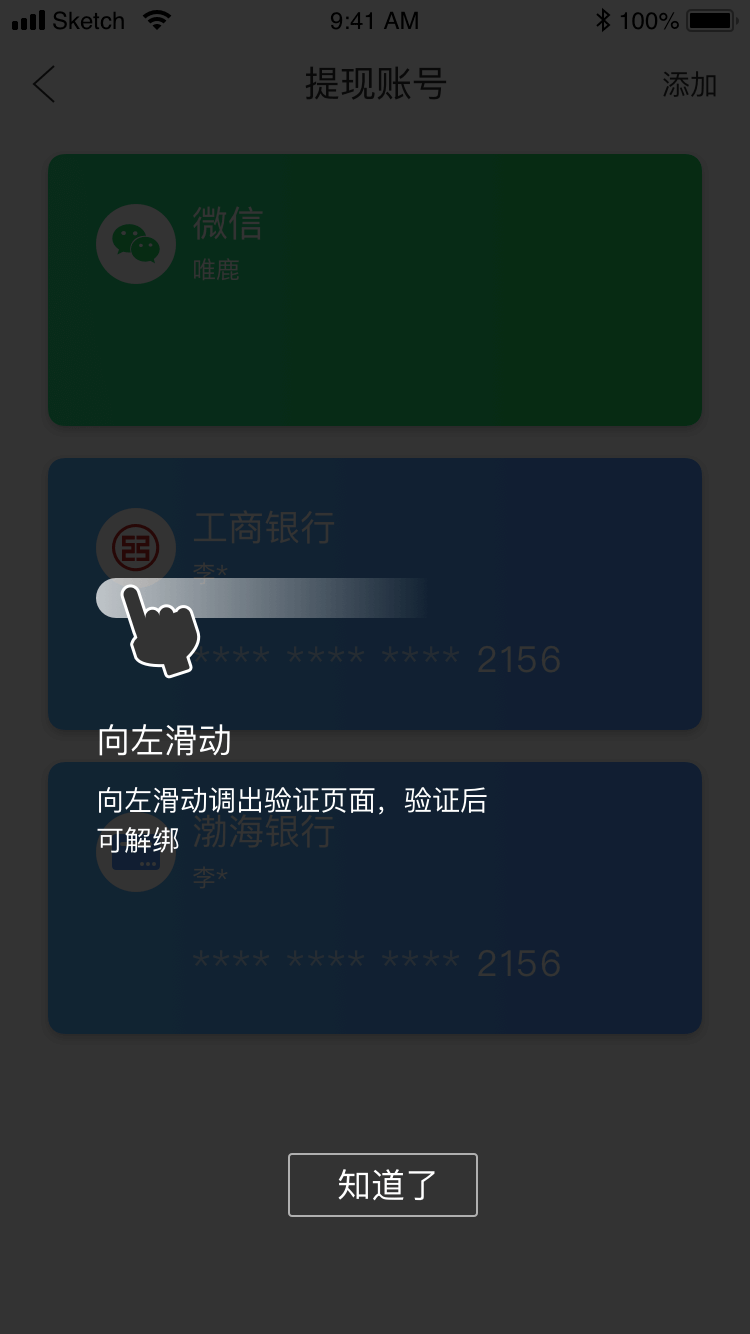 Sketch 9:41 AM 100%
提现账号
添加
微信
唯鹿
工商银行
李*
**** **** **** 2156
向左滑动
向左滑动调出验证页面，验证后
可解绑
渤海银行
李*
**** **** **** 2156
知道了